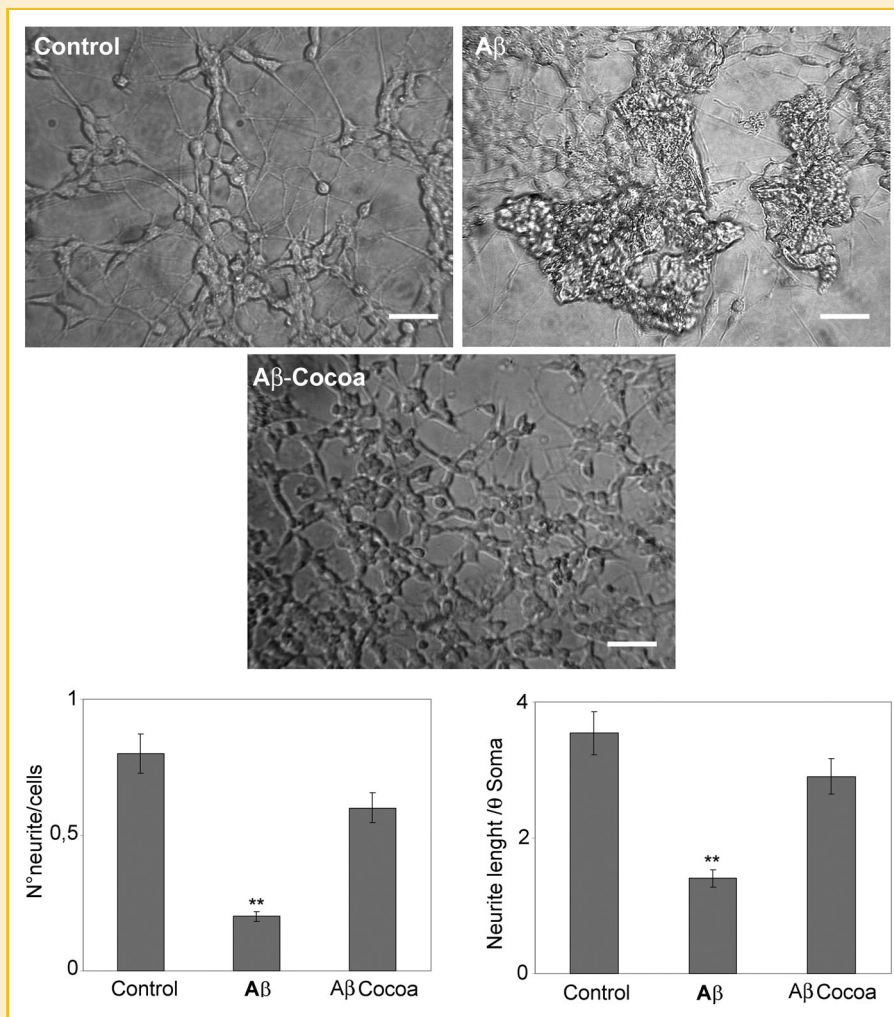 Control
Aβ
Aβ-Cocoa
1
0,5
0
N°neurite/cells
**
Control
Aβ
Aβ Cocoa
4
2
0
Neurite lenght /θ Soma
**
Control
Aβ
Aβ Cocoa